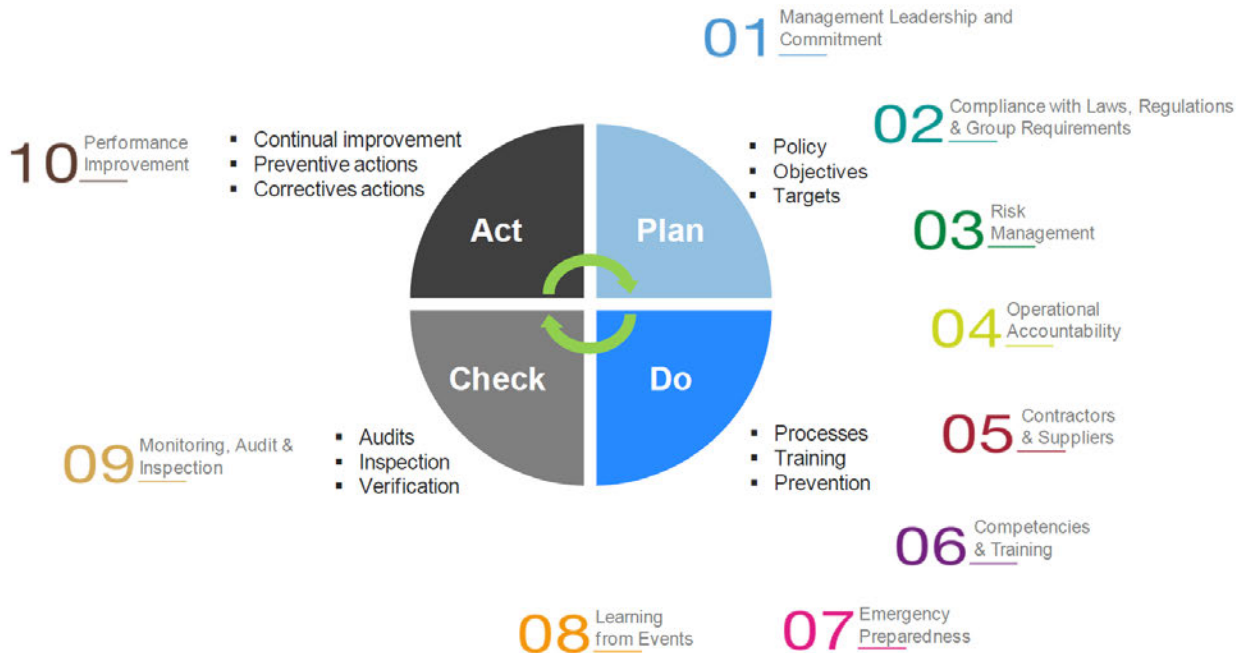 01
Management Leadership and
Commitment
02
Compliance with Laws, Regulations
& Group Requirements
10
Performance
Improvement
▪ Continual improvement
▪ Preventive actions
▪ Correctives actions
▪ Policy
▪ Objectives
▪ Targets
03
Risk
Management
Act
Plan
04
Operational
Accountability
Check
Do
05
Contractors
& Suppliers
09
Monitoring, Audit &
Inspection
▪ Audits
▪ Inspection
▪ Verification
▪ Processes
▪ Training
▪ Prevention
06
Competencies
& Training
08
Learning
from Events
07
Emergency
Preparedness